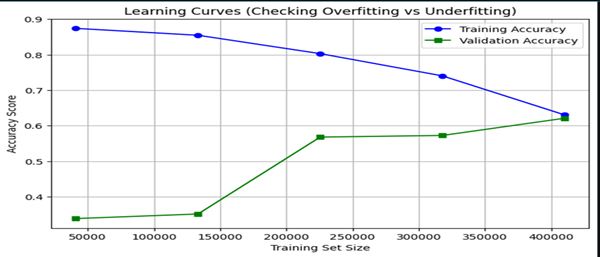 Learning Curves (Checking Overfitting vs Underfitting)
Training Accuracy
Validation Accuracy
Accuracy Score
0.9
0.8
0.7
0.6
0.5
0.4
50000 100000 150000 200000 250000 300000 350000 400000
Training Set Size